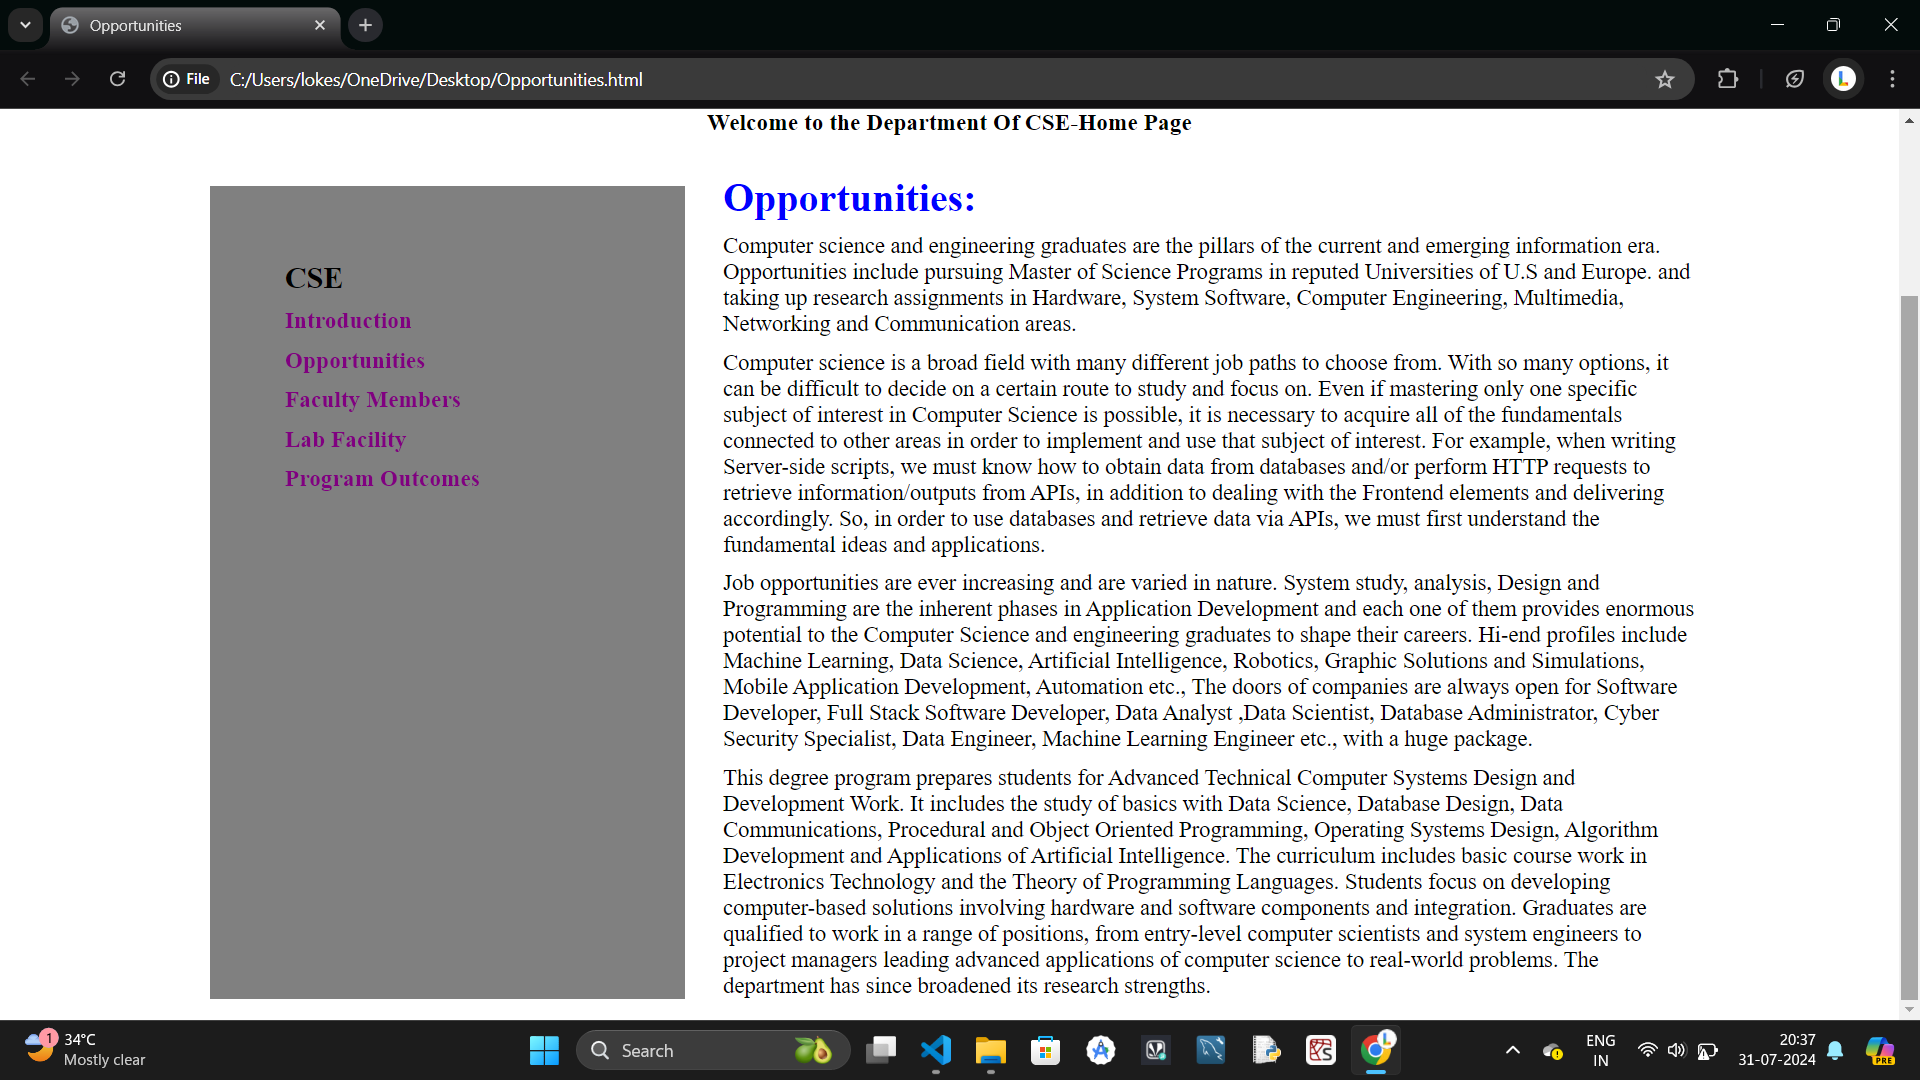 Opportunities
File
C:/Users/lokes/OneDrive/Desktop/Opportunities.html
L
Welcome to the Department Of CSE-Home Page
CSE
Introduction
Opportunities
Faculty Members
Lab Facility
Program Outcomes
Opportunities:
Computer science and engineering graduates are the pillars of the current and emerging information era.
Opportunities include pursuing Master of Science Programs in reputed Universities of U.S and Europe. and
taking up research assignments in Hardware, System Software, Computer Engineering, Multimedia,
Networking and Communication areas.
Computer science is a broad field with many different job paths to choose from. With so many options, it
can be difficult to decide on a certain route to study and focus on. Even if mastering only one specific
subject of interest in Computer Science is possible, it is necessary to acquire all of the fundamentals
connected to other areas in order to implement and use that subject of interest. For example, when writing
Server-side scripts, we must know how to obtain data from databases and/or perform HTTP requests to
retrieve information/outputs from APIs, in addition to dealing with the Frontend elements and delivering
accordingly. So, in order to use databases and retrieve data via APIs, we must first understand the
fundamental ideas and applications.
Job opportunities are ever increasing and are varied in nature. System study, analysis, Design and
Programming are the inherent phases in Application Development and each one of them provides enormous
potential to the Computer Science and engineering graduates to shape their careers. Hi-end profiles include
Machine Learning, Data Science, Artificial Intelligence, Robotics, Graphic Solutions and Simulations,
Mobile Application Development, Automation etc., The doors of companies are always open for Software
Developer, Full Stack Software Developer, Data Analyst ,Data Scientist, Database Administrator, Cyber
Security Specialist, Data Engineer, Machine Learning Engineer etc., with a huge package.
This degree program prepares students for Advanced Technical Computer Systems Design and
Development Work. It includes the study of basics with Data Science, Database Design, Data
Communications, Procedural and Object Oriented Programming, Operating Systems Design, Algorithm
Development and Applications of Artificial Intelligence. The curriculum includes basic course work in
Electronics Technology and the Theory of Programming Languages. Students focus on developing
computer-based solutions involving hardware and software components and integration. Graduates are
qualified to work in a range of positions, from entry-level computer scientists and system engineers to
project managers leading advanced applications of computer science to real-world problems. The
department has since broadened its research strengths.
1
34°C
Mostly clear
Search
L
ENG
IN
20:37
31-07-2024
PRE